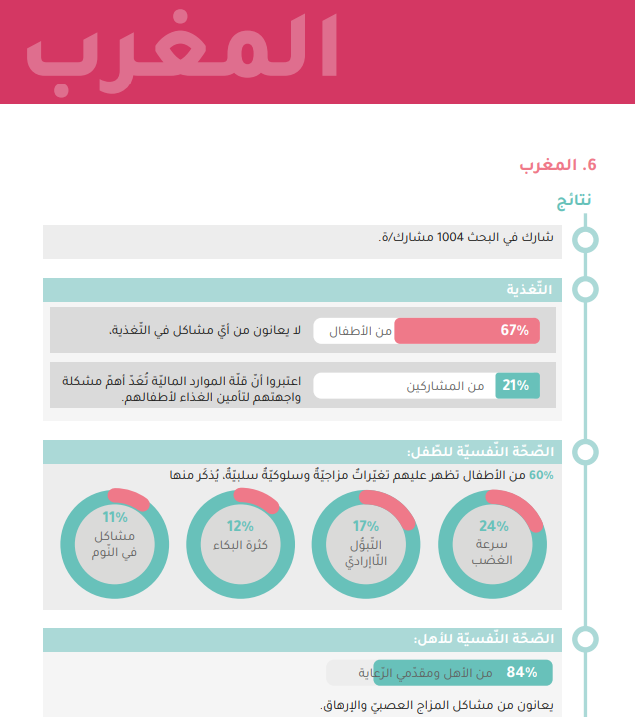 المغرب
6. المغرب
نتائج
شارك في البحث 1004 مشارك/ة.
التّغذية
67% من الأطفال
لا يعانون من أيّ مشاكل في التّغذية،
21% من المشاركين
اعتبروا أنّ قلّة الموارد الماليّة تُعَدّ أهمّ مشكلة
واجهتهم لتأمين الغذاء لأطفالهم.
الصّحّة النّفسيّة للطّفل:
60% من الأطفال تظهر عليهم تغيّراتٌ مزاجيّةٌ وسلوكيّةٌ سلبيّةٌ، يُذكَر منها
24%
سرعة
الغضب
17%
التّبوُّل
اللّاإراديّ
12%
كثرة البكاء
11%
مشاكل
في النّوم
الصّحّة النّفسيّة للأهل:
84% من الأهل ومقدّمي الرّعاية
يعانون من مشاكل المزاج العصبيّ والإرهاق.